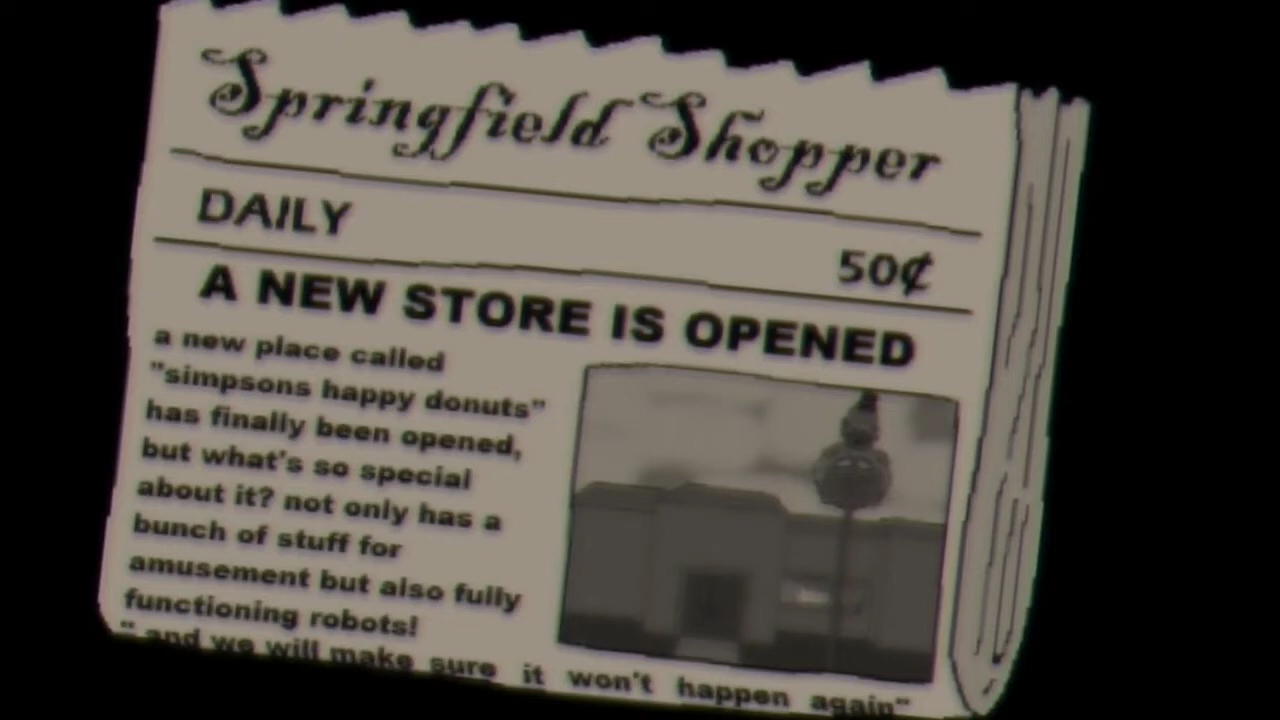 Springfield Shopper
DAILY
50¢
A NEW STORE IS OPENED
a new place called
"simpsons happy donuts"
has finally been opened,
but what's so special
about it? not only has a
bunch of stuff for
amusement but also fully
functioning robots!
" and we will make sure it won't happen again"